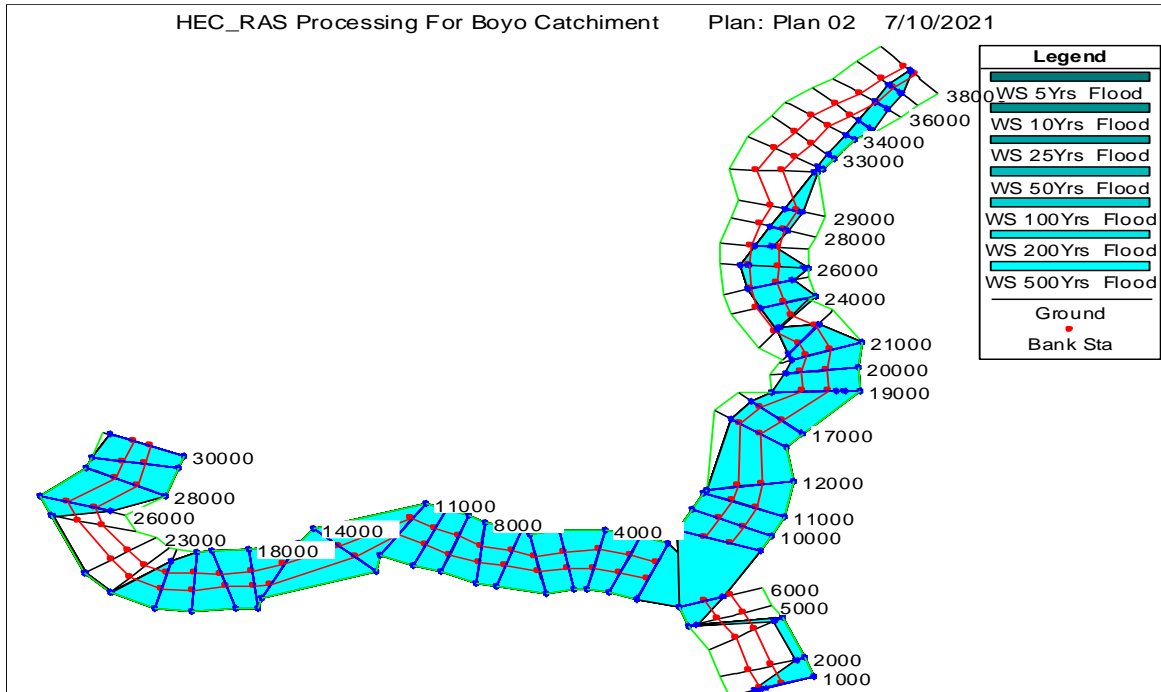 HEC_RAS Processing For Boyo Catchiment Plan: Plan 02 7/10/2021
Legend
WS 5Yrs Flood
WS 10Yrs Flood
WS 25Yrs Flood
WS 50Yrs Flood
WS 100Yrs Flood
WS 200Yrs Flood
WS 500Yrs Flood
Ground
Bank Sta
36000
34000
33000
29000
28000
26000
24000
21000
20000
19000
17000
12000
11000
10000
6000
5000
2000
1000
30000
28000
26000
23000
18000
14000
11000
8000
4000